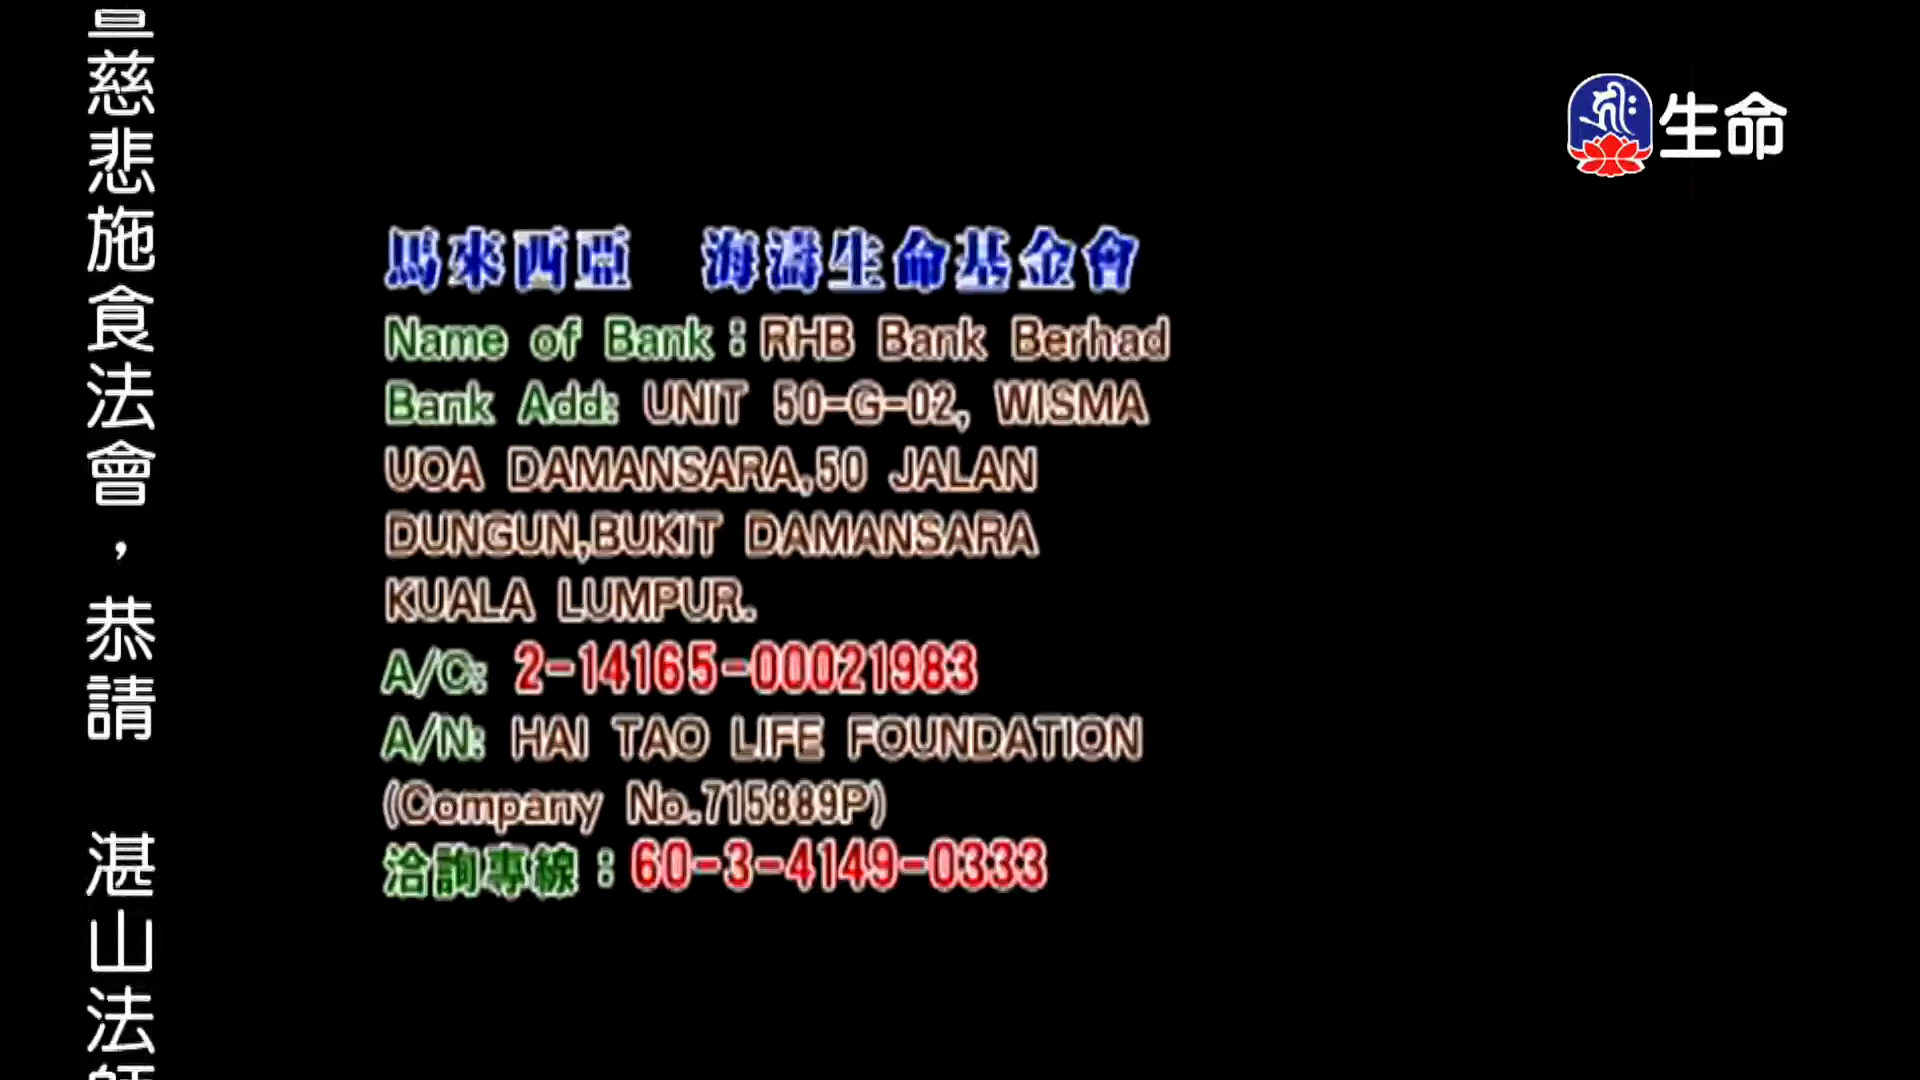 慈悲施食法會，恭請　湛山法師
生命
馬來西亞　海濤生命基金會
Name of Bank：RHB Bank Berhad
Bank Add: UNIT 50-G-02, WISMA
UOA DAMANSARA,50 JALAN
DUNGUN,BUKIT DAMANSARA
KUALA LUMPUR.
A/C: 2-14165-00021983
A/N: HAI TAO LIFE FOUNDATION
(Company No.715889P)
洽詢專線：60-3-4149-0333